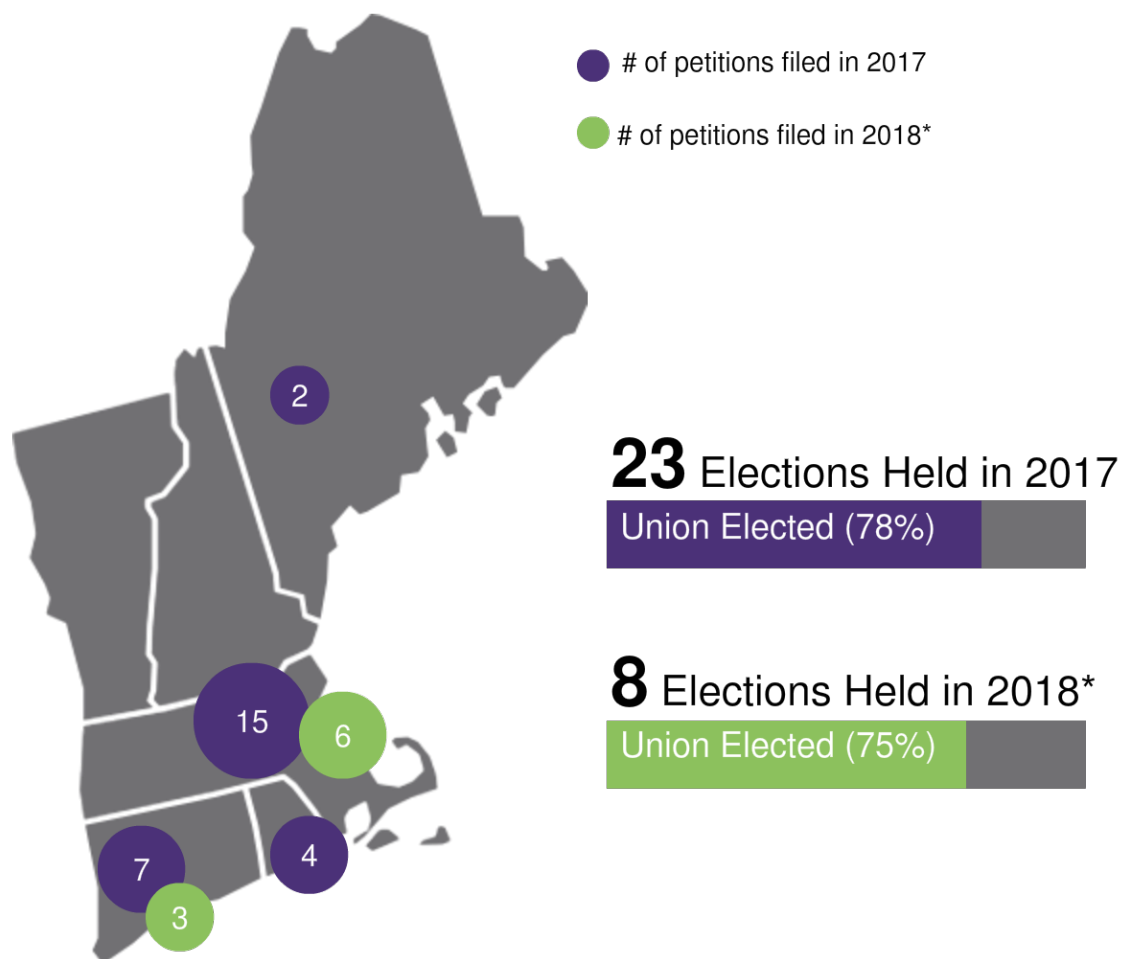 # of petitions filed in 2017
# of petitions filed in 2018*
2
23 Elections Held in 2017
Union Elected (78%)
8 Elections Held in 2018*
Union Elected (75%)
15
6
7
4
3